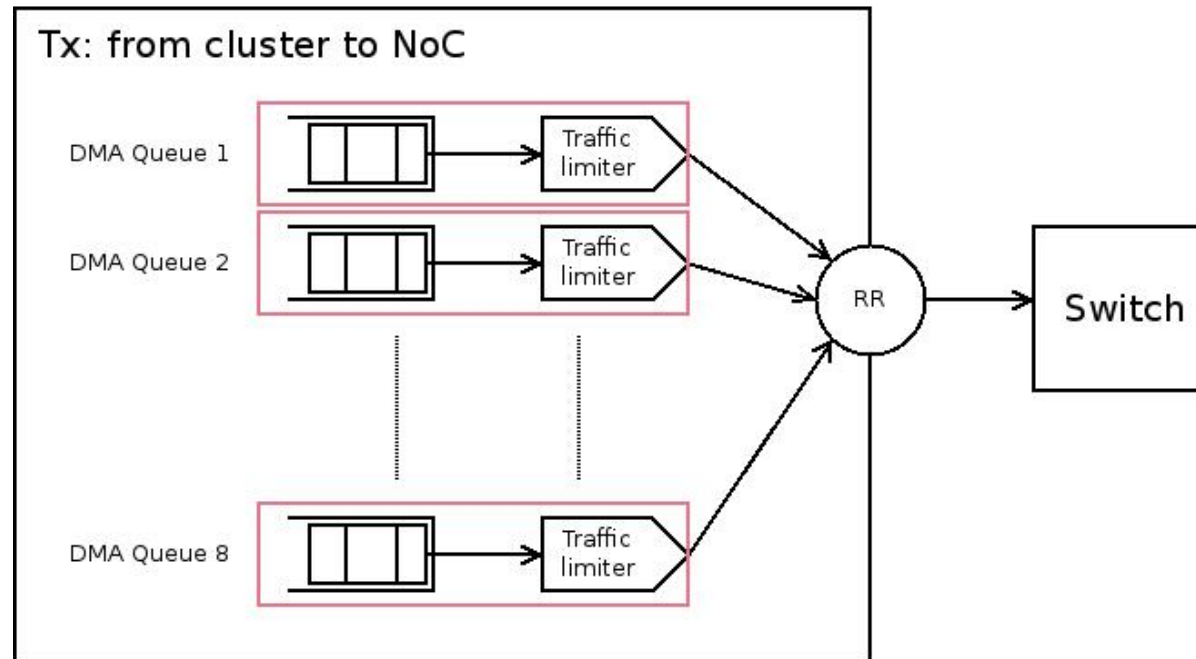 Tx: from cluster to NoC
DMA Queue 1
Traffic
limiter
DMA Queue 2
Traffic
limiter
RR
Switch
DMA Queue 8
Traffic
limiter